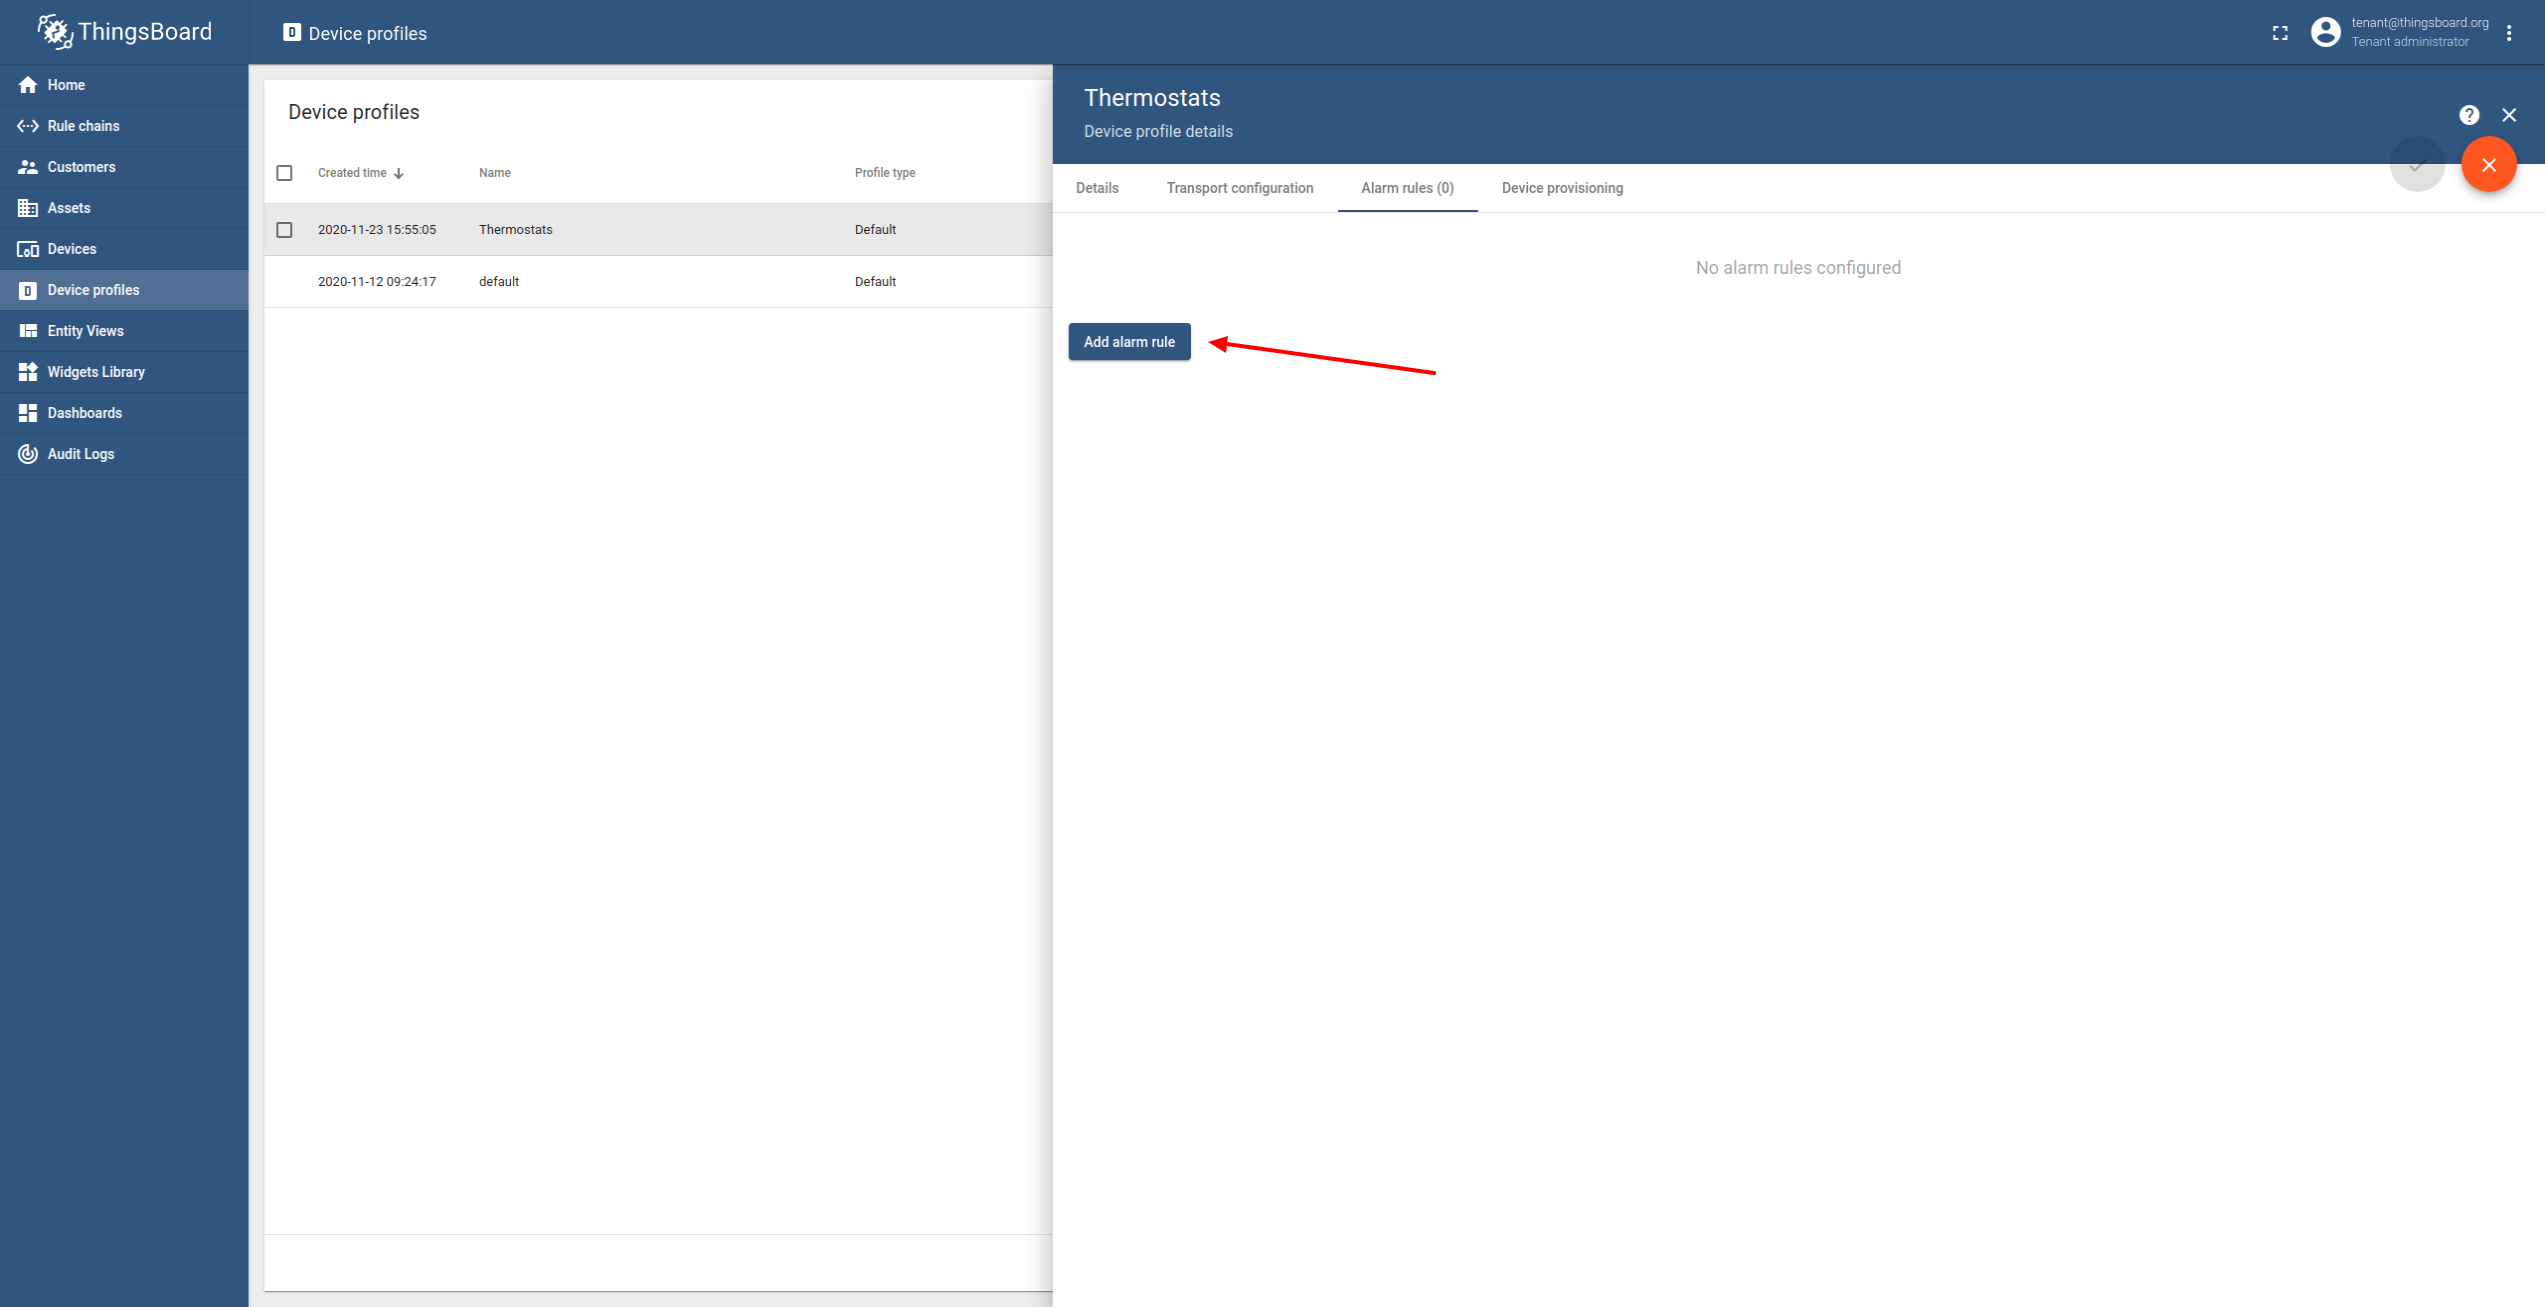 ThingsBoard
Device profiles
tenant@thingsboard.org
Tenant administrator
Home
Rule chains
Customers
Assets
Devices
Device profiles
Entity Views
Widgets Library
Dashboards
Audit Logs
Device profiles
Created time Name Profile type
2020-11-23 15:55:05 Thermostats Default
2020-11-12 09:24:17 default Default
Thermostats
Device profile details
Details Transport configuration Alarm rules (0) Device provisioning
No alarm rules configured
Add alarm rule